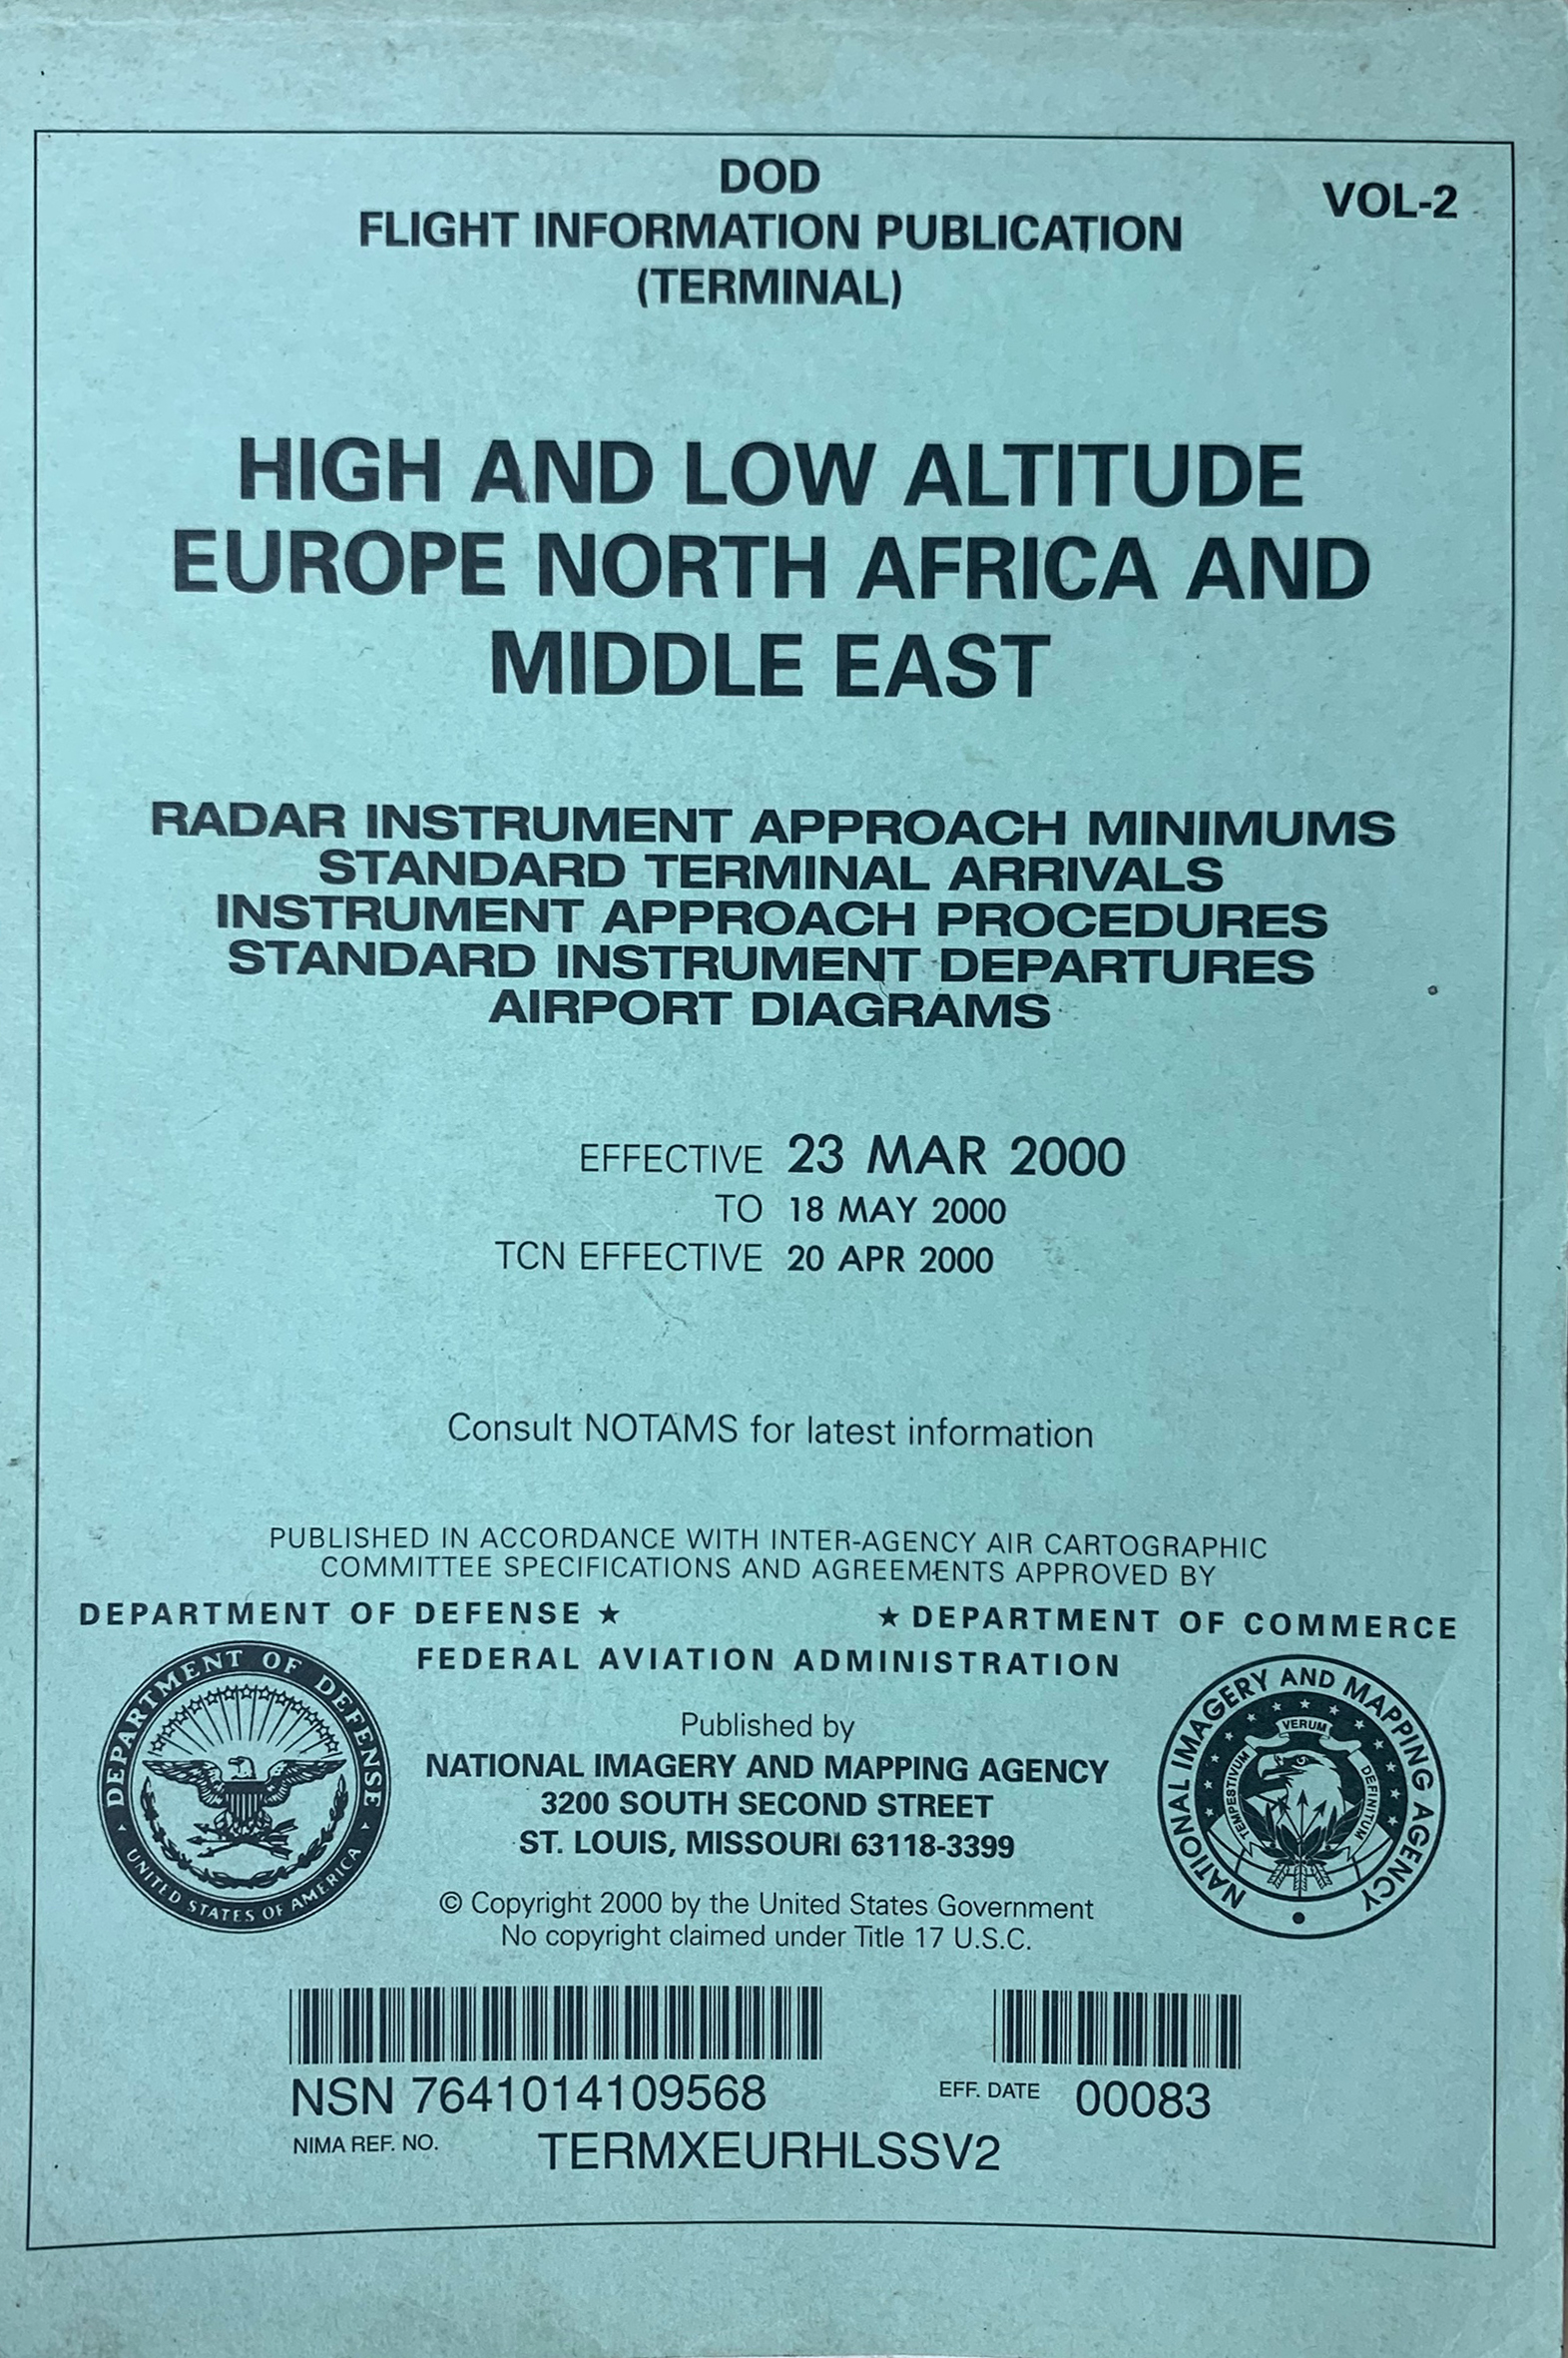 DOD
VOL-2
FLIGHT INFORMATION PUBLICATION
(TERMINAL)
HIGH AND LOW ALTITUDE
EUROPE NORTH AFRICA AND
MIDDLE EAST
RADAR INSTRUMENT APPROACH MINIMUMS
STANDARD TERMINAL ARRIVALS
INSTRUMENT APPROACH PROCEDURES
STANDARD INSTRUMENT DEPARTURES
AIRPORT DIAGRAMS
EFFECTIVE 23 MAR 2000
TO 18 MAY 2000
TCN EFFECTIVE 20 APR 2000
Consult NOTAMS for latest information
PUBLISHED IN ACCORDANCE WITH INTER-AGENCY AIR CARTOGRAPHIC
COMMITTEE SPECIFICATIONS AND AGREEMENTS APPROVED BY
DEPARTMENT OF DEFENSE ★ ★ DEPARTMENT OF COMMERCE
FEDERAL AVIATION ADMINISTRATION
DEPARTMENT OF DEFENSE
UNITED STATES OF AMERICA
Published by
NATIONAL IMAGERY AND MAPPING AGENCY
3200 SOUTH SECOND STREET
ST. LOUIS, MISSOURI 63118-3399
NATIONAL IMAGERY AND MAPPING AGENCY
TEMPESTIVUM VERUM DEFINITUM
© Copyright 2000 by the United States Government
No copyright claimed under Title 17 U.S.C.
NSN 7641014109568
EFF. DATE 00083
NIMA REF. NO. TERMXEURHLSSV2